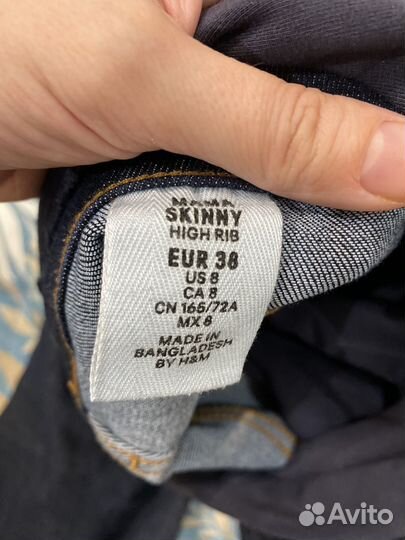 MAMA
SKINNY
HIGH RIB
EUR 38
US 8
CA 8
CN 165/72A
MX 8
MADE IN
BANGLADESH
BY H&M
Avito